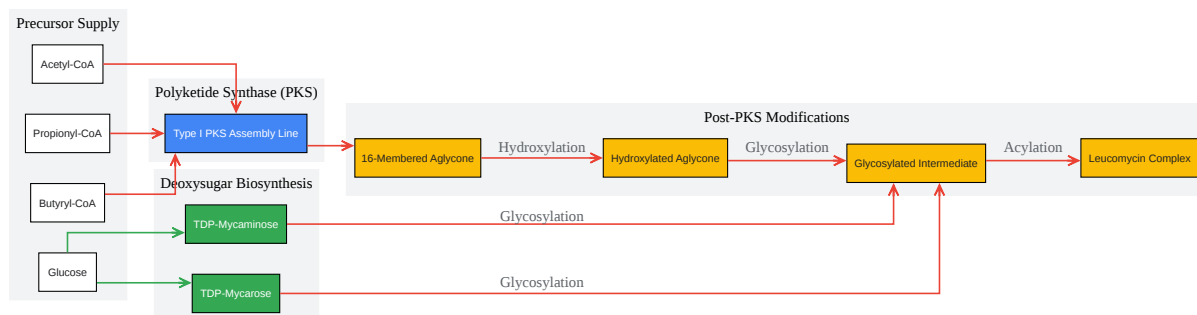 Precursor Supply
Acetyl-CoA
Propionyl-CoA
Butyryl-CoA
Glucose
Polyketide Synthase (PKS)
Type I PKS Assembly Line
Deoxysugar Biosynthesis
TDP-Mycaminose
TDP-Mycarose
Post-PKS Modifications
16-Membered Aglycone
Hydroxylation
Hydroxylated Aglycone
Glycosylation
Glycosylated Intermediate
Acylation
Leucomycin Complex
Glycosylation
Glycosylation